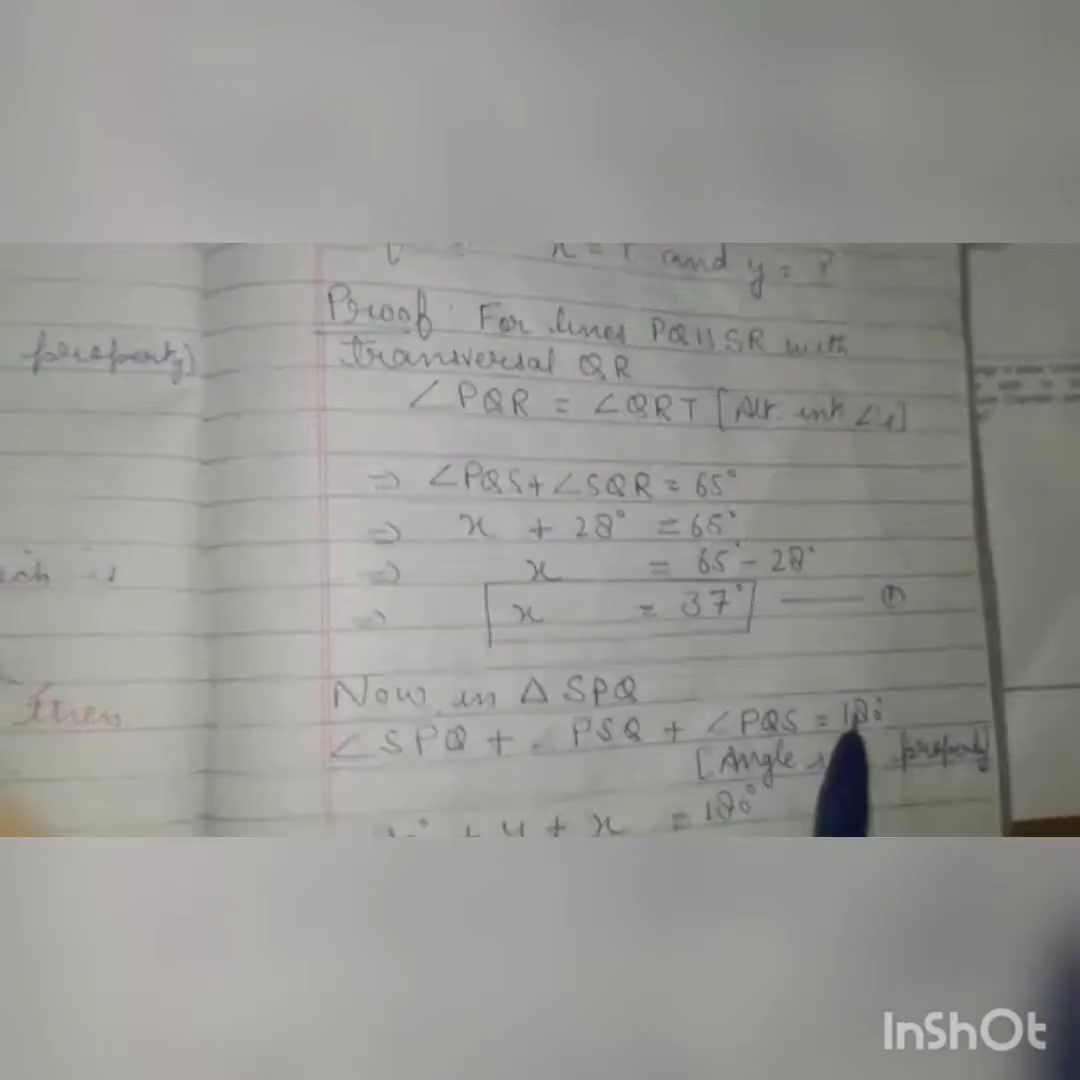 x = ? and y = ?
Proof: For lines PQ || SR with
transversal QR
∠PQR = ∠QRT [Alt. int. ∠'s]
⇒ ∠PQS + ∠SQR = 65°
⇒ x + 28° = 65°
⇒ x = 65° - 28°
⇒ x = 37° —— ①
Now in △ SPQ
∠SPQ + PSQ + ∠PQS = 180°
[Angle property]
+ y + x = 180°
property)
then
InShOt